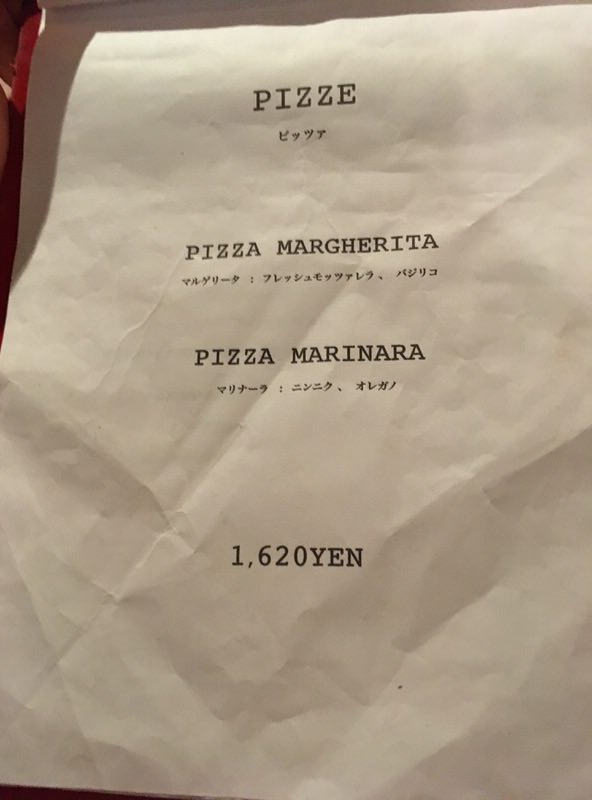 PIZZE
ピッツァ
PIZZA MARGHERITA
マルゲリータ : フレッシュモッツァレラ、 バジリコ
PIZZA MARINARA
マリナーラ : ニンニク、 オレガノ
1,620YEN